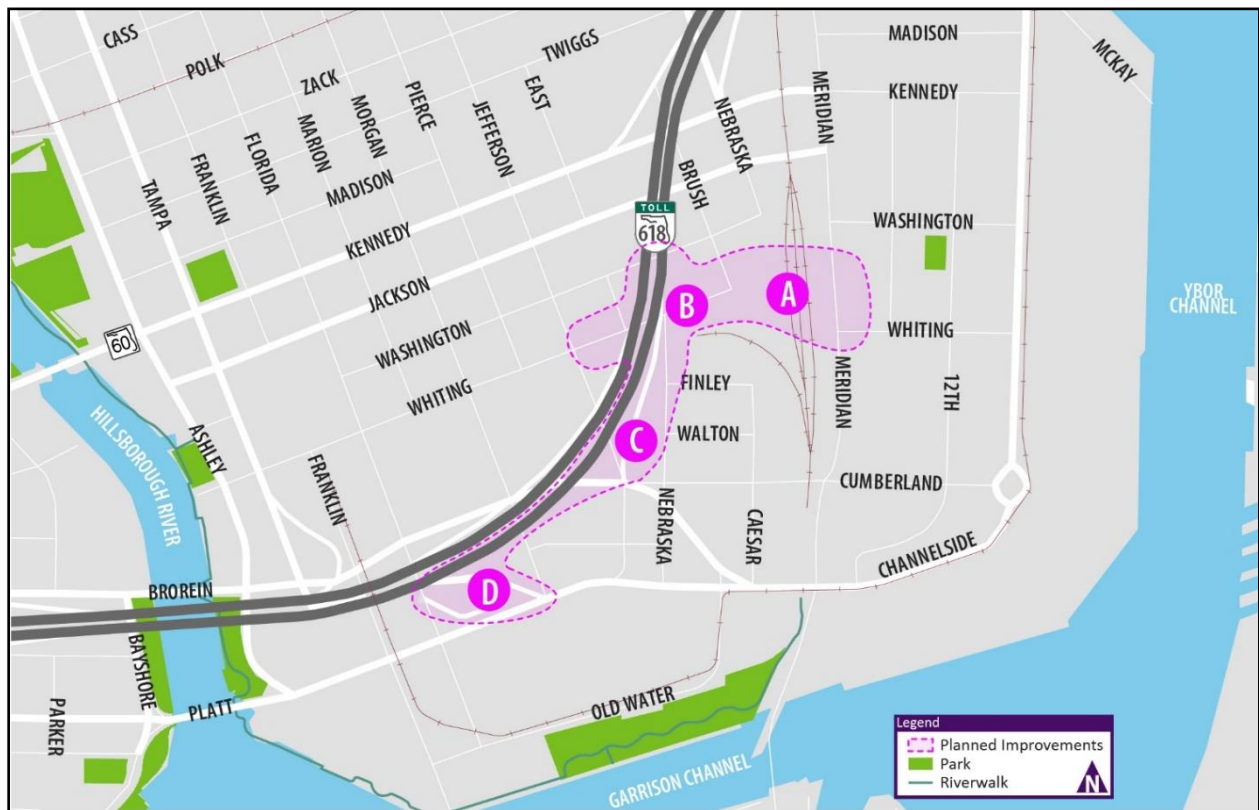 CASS
POLK
ZACK
TWIGGS
MADISON
MCKAY
KENNEDY
MERIDIAN
NEBRASKA
EAST
PIERCE
JEFFERSON
MORGAN
MARION
FLORIDA
FRANKLIN
TAMPA
MADISON
BRUSH
KENNEDY
TOLL
618
WASHINGTON
JACKSON
YBOR
CHANNEL
A
B
60
WASHINGTON
WHITING
WHITING
MERIDIAN
12TH
FINLEY
WALTON
C
HILLSBOROUGH RIVER
ASHLEY
FRANKLIN
CUMBERLAND
NEBRASKA
CAESAR
CHANNELSIDE
BROREIN
D
BAYSHORE
PLATT
PARKER
OLD WATER
GARRISON CHANNEL
Legend
Planned Improvements
Park
Riverwalk
N